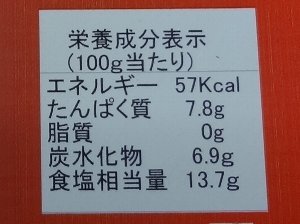 栄養成分表示
(100g当たり)
エネルギー 57Kcal
たんぱく質 7.8g
脂質 0g
炭水化物 6.9g
食塩相当量 13.7g